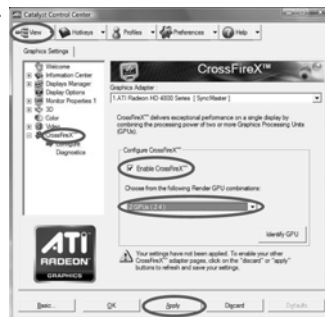 Catalyst Control Center
View Hotkeys Profiles Preferences Help
Graphics Settings
Welcome
Information Center
Displays Manager
Display Options
Monitor Properties 1
3D
Color
Video
CrossFireX
Configure
Diagnostics
CrossFireX™
Graphics Adapter:
1.ATI Radeon HD 4800 Series [ SyncMaster ]
CrossFireX™ delivers exceptional performance on a single display by
combining the processing power of two or more Graphics Processing Units
(GPUs).
Configure CrossFireX™
Enable CrossFireX™
Choose from the following Render GPU combinations:
2 GPUs ( 2 4 )
Identify GPU
Your settings have not been applied. To enable your other
CrossFireX™ adapter pages, click on the "discard" or "apply"
buttons to refresh and save your settings.
ATI
RADEON
GRAPHICS
Basic... OK Apply Discard Defaults